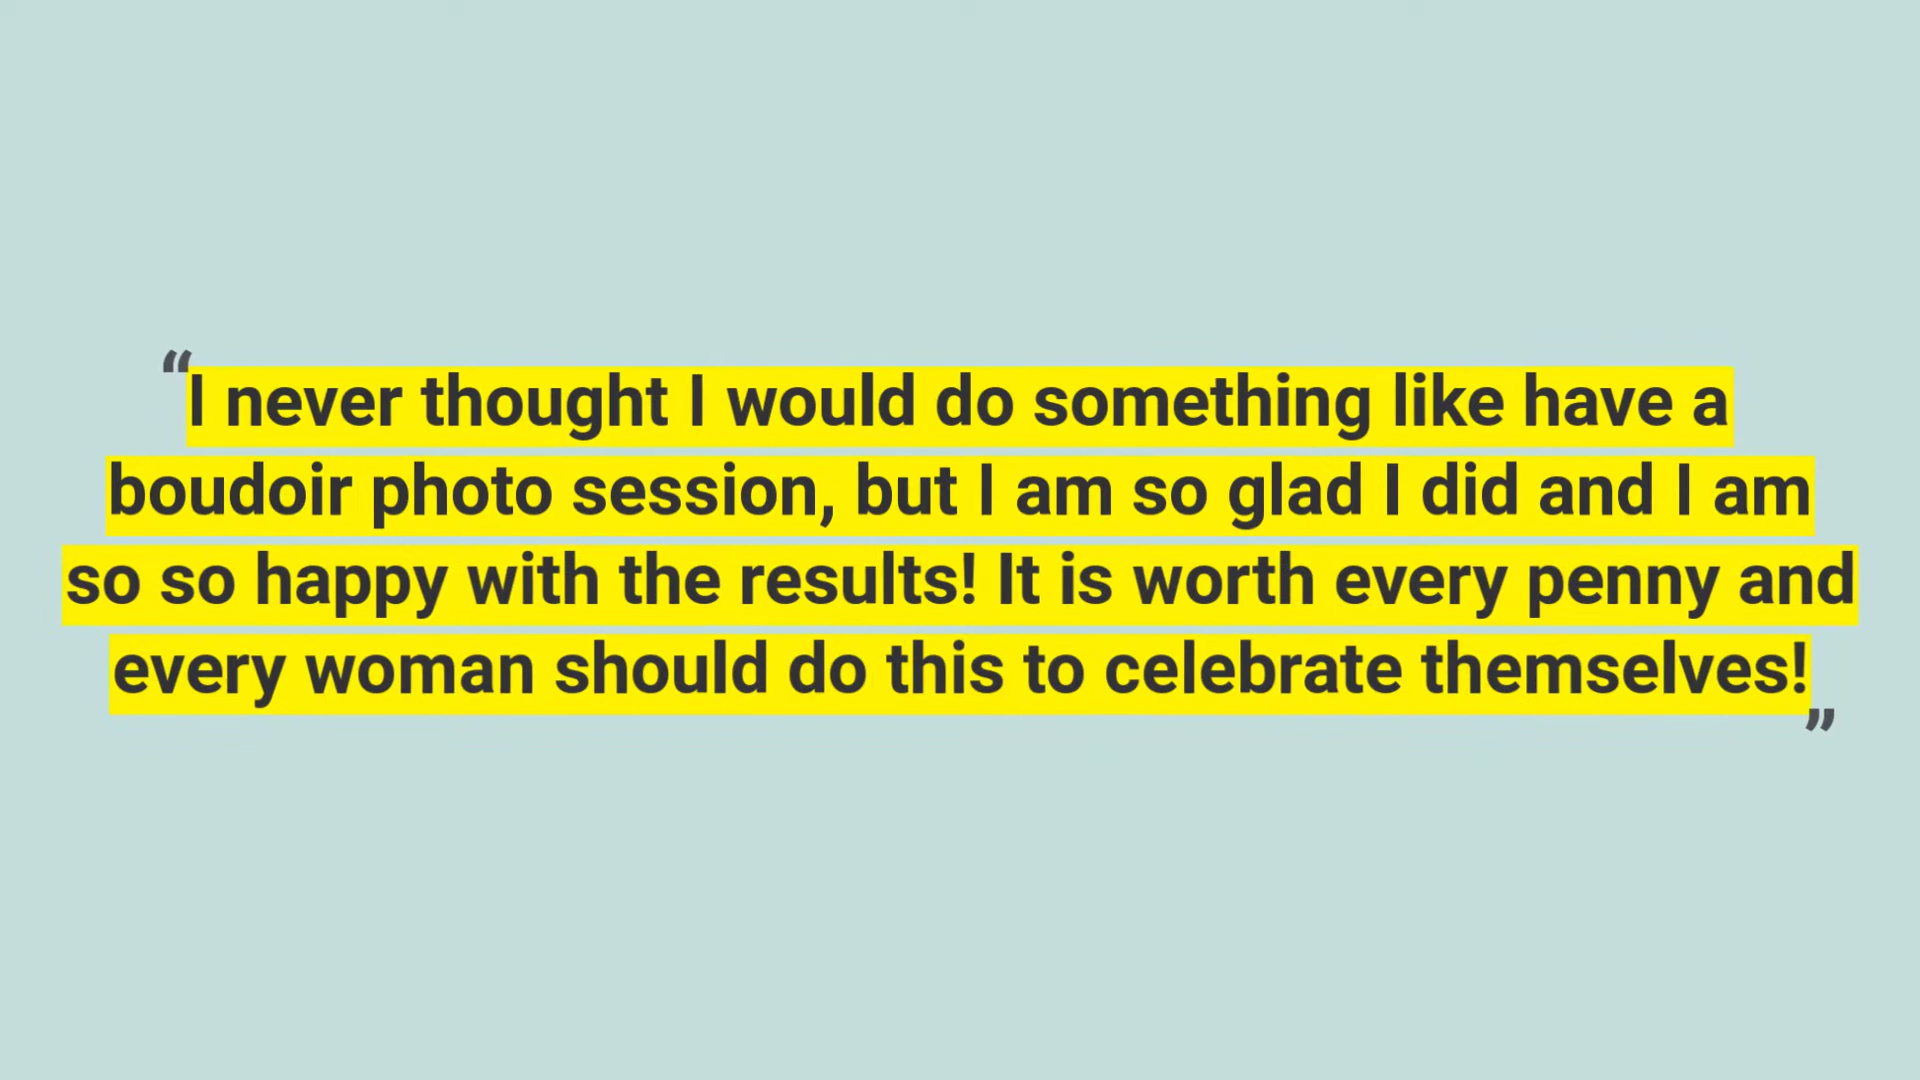 “I never thought I would do something like have a
boudoir photo session, but I am so glad I did and I am
so so happy with the results! It is worth every penny and
every woman should do this to celebrate themselves!”